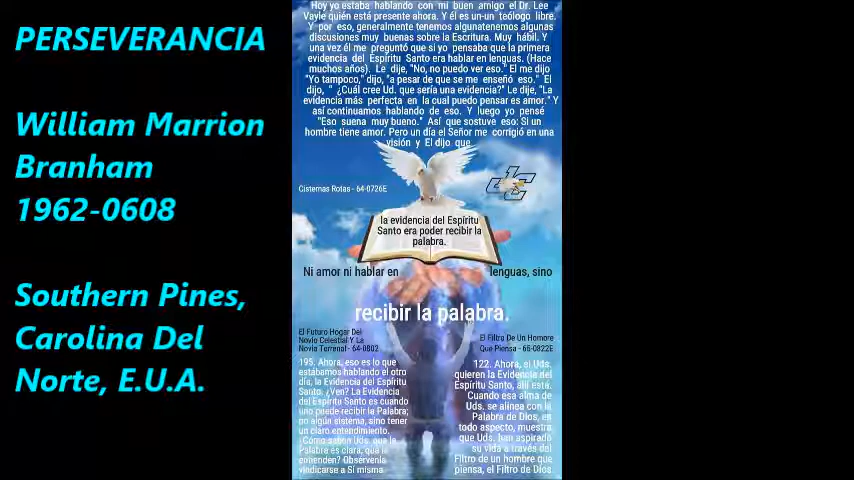 PERSEVERANCIA
William Marrion
Branham
1962-0608
Southern Pines,
Carolina Del
Norte, E.U.A.
Hoy yo estaba hablando con mi buen amigo el Dr. Lee
Vayle quién está presente ahora. Y él es un-un teólogo libre.
Y por eso, generalmente tenemos algunatenemos algunas
discusiones muy buenas sobre la Escritura. Muy hábil. Y
una vez él me preguntó que si yo pensaba que la primera
evidencia del Espíritu Santo era hablar en lenguas. (Hace
muchos años). Le dije, "No, no puedo ver eso." El me dijo
"Yo tampoco," dijo, "a pesar de que se me enseñó eso." El
dijo, " ¿Cuál cree Ud. que sería una evidencia?" Le dije, "La
evidencia más perfecta en la cual puedo pensar es amor." Y
así continuamos hablando de eso. Y luego yo pensé
"Eso suena muy bueno." Así que sostuve eso: Si un
hombre tiene amor. Pero un día el Señor me corrigió en una
visión y El dijo que
Cisternas Rotas - 64-0726E
la evidencia del Espíritu
Santo era poder recibir la
palabra.
Ni amor ni hablar en lenguas, sino
recibir la palabra.
El Futuro Hogar Del
Novio Celestial Y La
Novia Terrenal - 64-0802
195. Ahora, eso es lo que
estábamos hablando el otro
día, la Evidencia del Espíritu
Santo. ¿Ven? La Evidencia
del Espíritu Santo es cuando
uno puede recibir la Palabra;
no algún sistema, sino tener
un claro entendimiento.
¿Cómo saben Uds. que la
Palabra es clara, que la
entienden? Obsérvenla
vindicarse a Sí misma.
El Filtro De Un Hombre
Que Piensa - 65-0822E
122. Ahora, si Uds.
quieren la Evidencia del
Espíritu Santo, ahí está.
Cuando esa alma de
Uds. se alinea con la
Palabra de Dios, en
todo aspecto, muestra
que Uds. han aspirado
su vida a través del
Filtro de un hombre que
piensa, el Filtro de Dios.